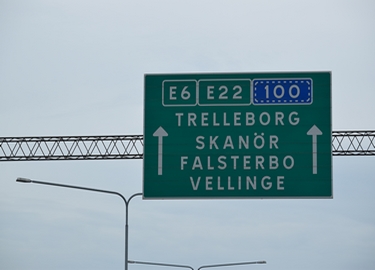 E6 E22 100
TRELLEBORG
SKANÖR
FALSTERBO
VELLINGE